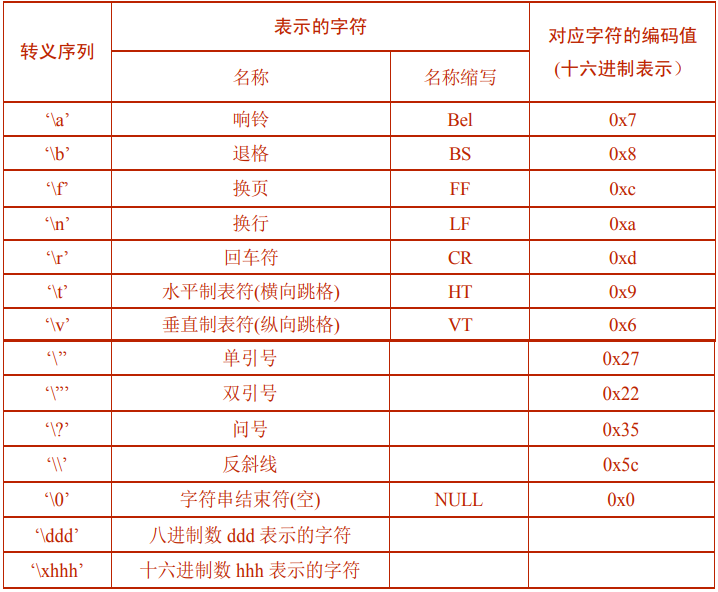 转义序列 表示的字符 对应字符的编码值
(十六进制表示）
名称 名称缩写
‘\a’ 响铃 Bel 0x7
‘\b’ 退格 BS 0x8
‘\f’ 换页 FF 0xc
‘\n’ 换行 LF 0xa
‘\r’ 回车符 CR 0xd
‘\t’ 水平制表符(横向跳格) HT 0x9
‘\v’ 垂直制表符(纵向跳格) VT 0x6
‘\’’ 单引号 0x27
‘\”’ 双引号 0x22
‘\?’ 问号 0x35
‘\\’ 反斜线 0x5c
‘\0’ 字符串结束符(空) NULL 0x0
‘\ddd’ 八进制数 ddd 表示的字符
‘\xhhh’ 十六进制数 hhh 表示的字符